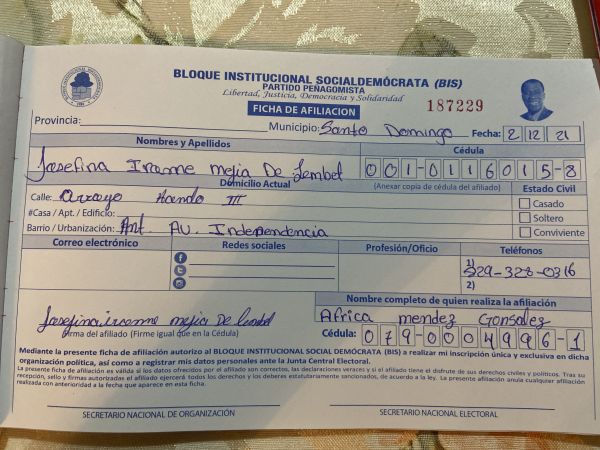 BLOQUE INSTITUCIONAL SOCIALDEMÓCRATA (BIS)
PARTIDO PEÑAGOMISTA
Libertad, Justicia, Democracia y Solidaridad
FICHA DE AFILIACION
187229
Provincia:
Municipio: Santo Domingo Fecha: 2 12 21
Nombres y Apellidos Cédula
Josefina Irame mejia De Lembet 001-0116015-8
Domicilio Actual (Anexar copia de cédula del afiliado) Estado Civil
Calle: Arroyo Hondo III
Casado
#Casa / Apt. / Edificio:
Soltero
Barrio / Urbanización: Ant. AV. Independencia
Conviviente
Correo electrónico Redes sociales Profesión/Oficio Teléfonos
1) 829-328-0316
2)
Nombre completo de quien realiza la afiliación
Africa mendez Gonsalez
Josefina irame mejia De Lembet
Firma del afiliado (Firme igual que en la Cédula)
Cédula: 079-0004996-1
Mediante la presente ficha de afiliación autorizo al BLOQUE INSTITUCIONAL SOCIAL DEMÓCRATA (BIS) a realizar mi inscripción única y exclusiva en dicha
organización política, así como a registrar mis datos personales ante la Junta Central Electoral.
La presente ficha de afiliación es válida si los datos ofrecidos por el afiliado son correctos, las declaraciones veraces y si el afiliado tiene el disfrute de sus derechos civiles y políticos. Tras su
recepción, sello y firmas autorizadas el afiliado ejercerá todos los derechos y los deberes estatutariamente sancionados, de acuerdo a la ley. La presente afiliación anula cualquier afiliación
realizada con anterioridad a la fecha que aparece en esta ficha.
SECRETARIO NACIONAL DE ORGANIZACIÓN
SECRETARIO NACIONAL ELECTORAL